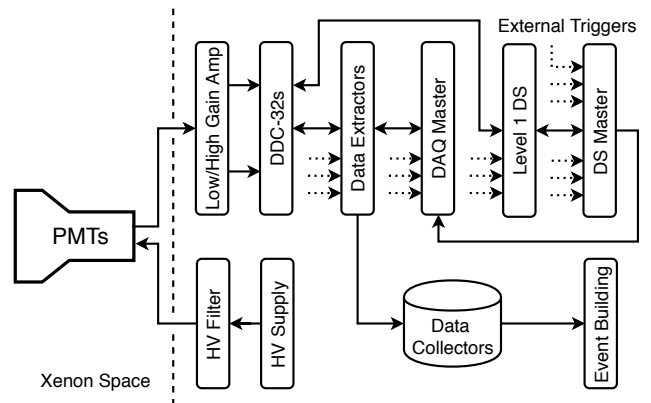 External Triggers
Low/High Gain Amp
DDC-32s
Data Extractors
DAQ Master
Level 1 DS
DS Master
PMTs
HV Filter
HV Supply
Data
Collectors
Event Building
Xenon Space